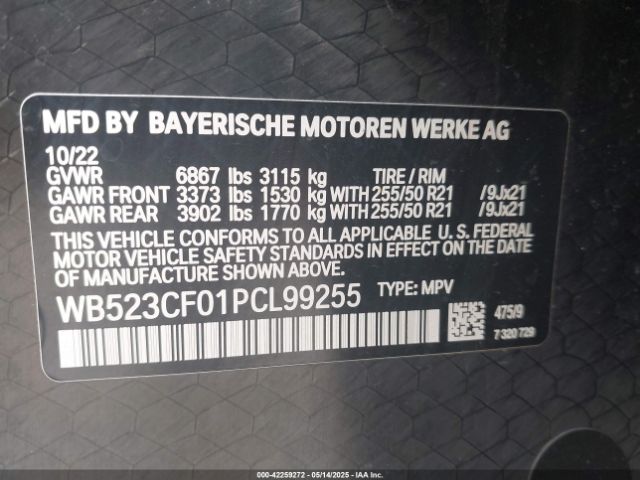 MFD BY BAYERISCHE MOTOREN WERKE AG
10/22
GVWR 6867 lbs 3115 kg TIRE / RIM
GAWR FRONT 3373 lbs 1530 kg WITH 255/50 R21 /9Jx21
GAWR REAR 3902 lbs 1770 kg WITH 255/50 R21 /9Jx21
THIS VEHICLE CONFORMS TO ALL APPLICABLE U.S. FEDERAL
MOTOR VEHICLE SAFETY STANDARDS IN EFFECT ON THE DATE
OF MANUFACTURE SHOWN ABOVE.
WB523CF01PCL99255 TYPE: MPV
475/9
7 320 729
000-42259272 - 05/14/2025 - IAA Inc.